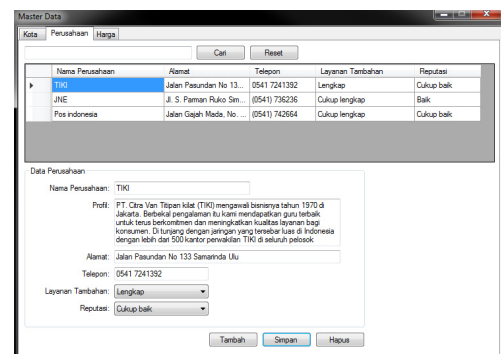 Master Data
Kota Perusahaan Harga
Cari Reset
Nama Perusahaan Alamat Telepon Layanan Tambahan Reputasi
TIKI Jalan Pasundan No 13... 0541 7241392 Lengkap Cukup baik
JNE Jl. S. Parman Ruko Sim... (0541) 736236 Cukup lengkap Baik
Pos indonesia Jalan Gajah Mada, No. ... (0541) 742664 Cukup lengkap Cukup baik
Data Perusahaan
Nama Perusahaan: TIKI
Profil: PT. Citra Van Titipan kilat (TIKI) mengawali bisnisnya tahun 1970 di
Jakarta. Berbekal pengalaman itu kami mendapatkan guru terbaik
untuk terus berkomitmen dan meningkatkan kualitas layanan bagi
konsumen. Di tunjang dengan jaringan yang tersebar luas di Indonesia
dengan lebih dari 500 kantor perwakilan TIKI di seluruh pelosok
Alamat: Jalan Pasundan No 133 Samarinda Ulu
Telepon: 0541 7241392
Layanan Tambahan: Lengkap
Reputasi: Cukup baik
Tambah Simpan Hapus